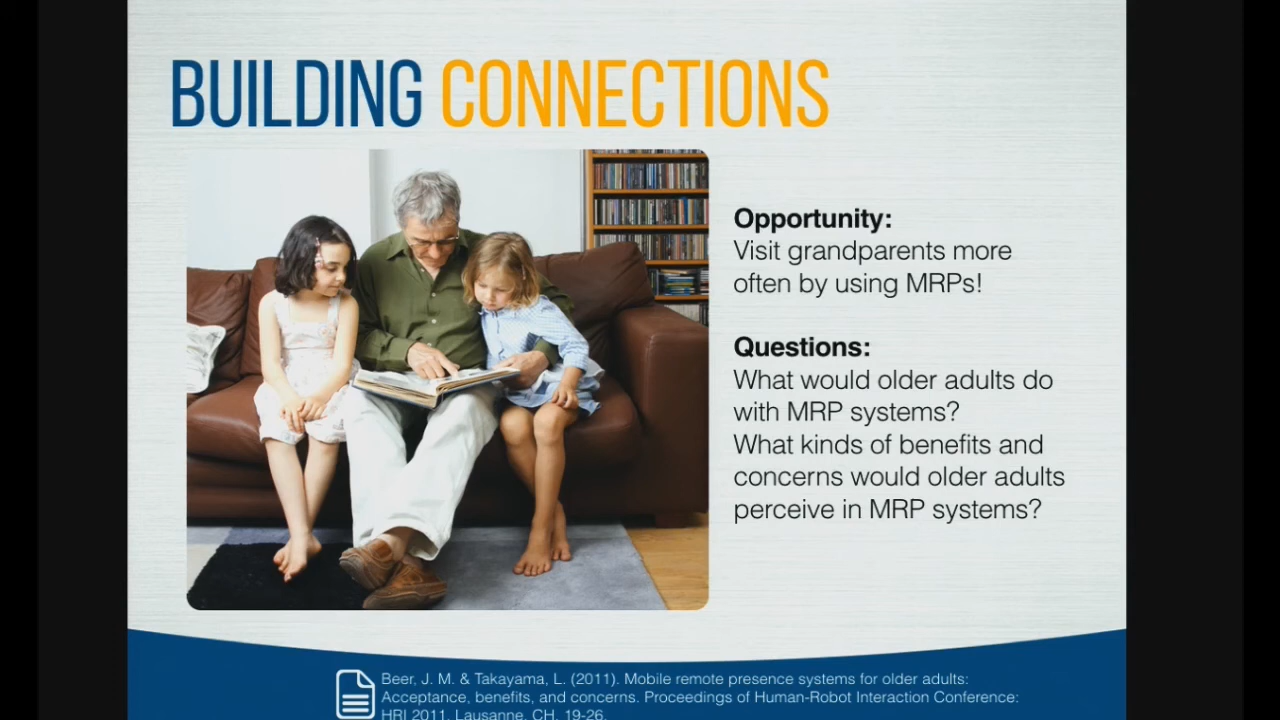 BUILDING CONNECTIONS
Opportunity:
Visit grandparents more
often by using MRPs!
Questions:
What would older adults do
with MRP systems?
What kinds of benefits and
concerns would older adults
perceive in MRP systems?
Beer, J. M. & Takayama, L. (2011). Mobile remote presence systems for older adults:
Acceptance, benefits, and concerns. Proceedings of Human-Robot Interaction Conference:
HRI 2011, Lausanne, CH, 19-26.